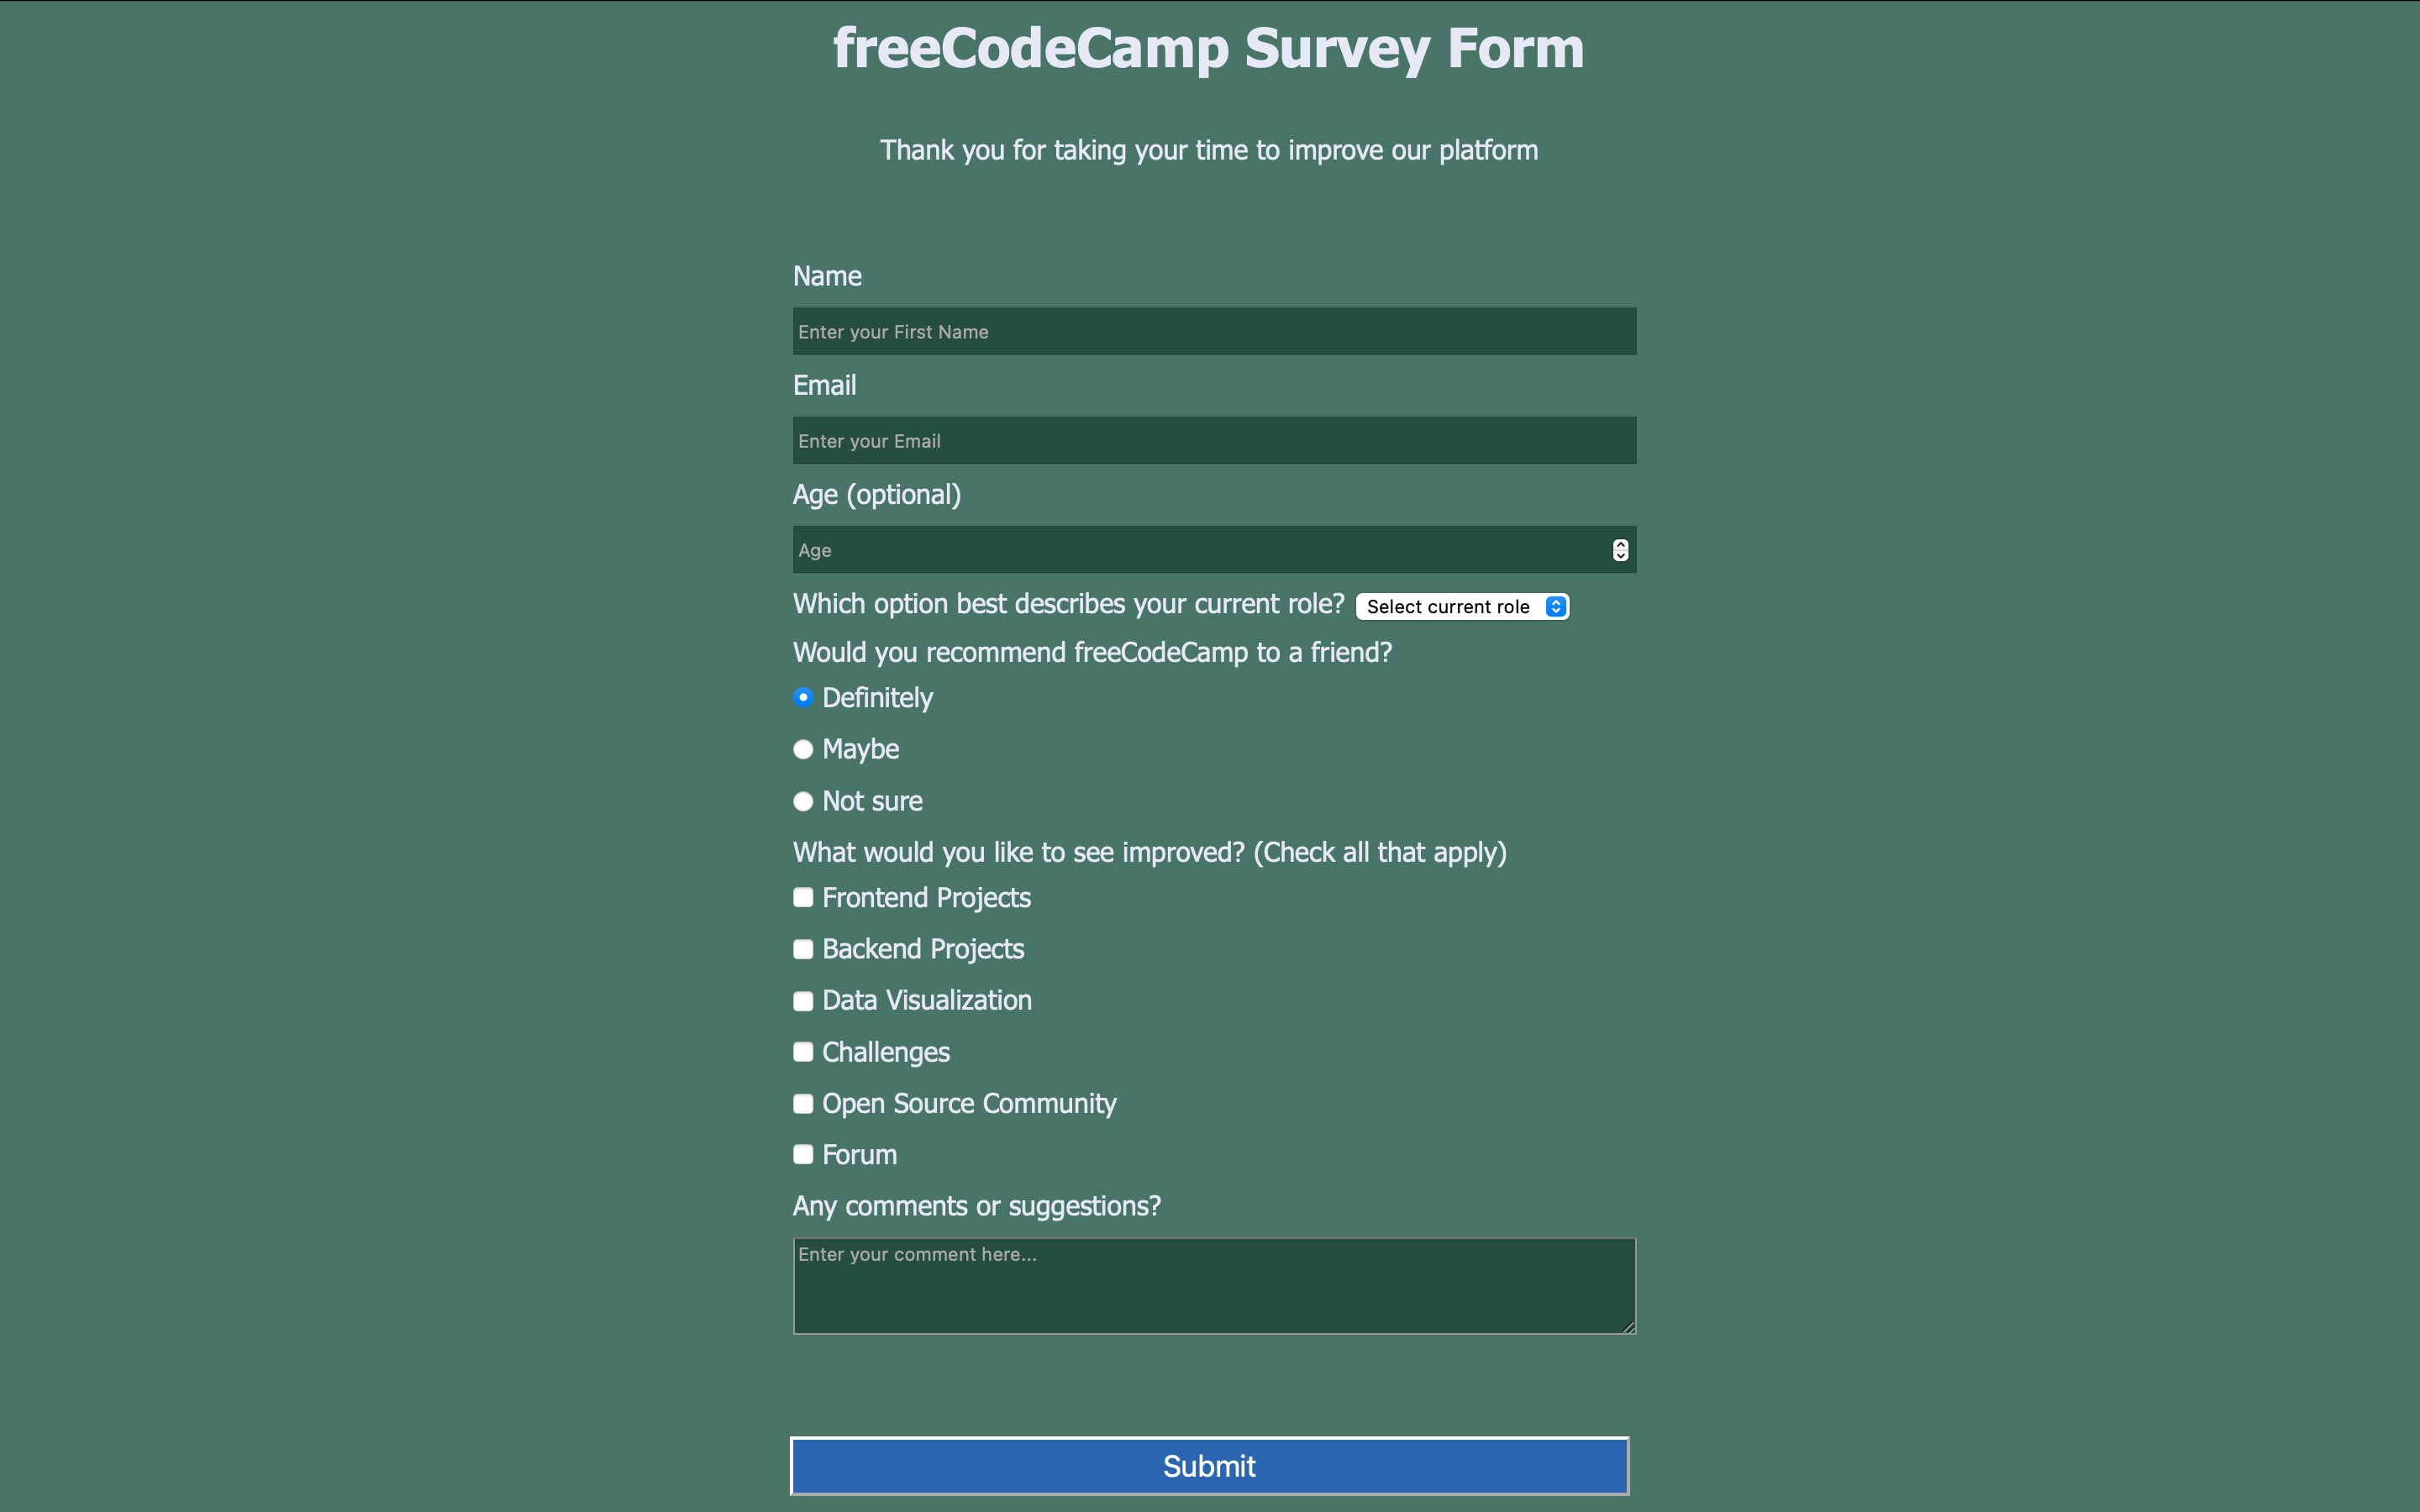 freeCodeCamp Survey Form
Thank you for taking your time to improve our platform
Name
Enter your First Name
Email
Enter your Email
Age (optional)
Age
Which option best describes your current role? Select current role
Would you recommend freeCodeCamp to a friend?
Definitely
Maybe
Not sure
What would you like to see improved? (Check all that apply)
Frontend Projects
Backend Projects
Data Visualization
Challenges
Open Source Community
Forum
Any comments or suggestions?
Enter your comment here...
Submit